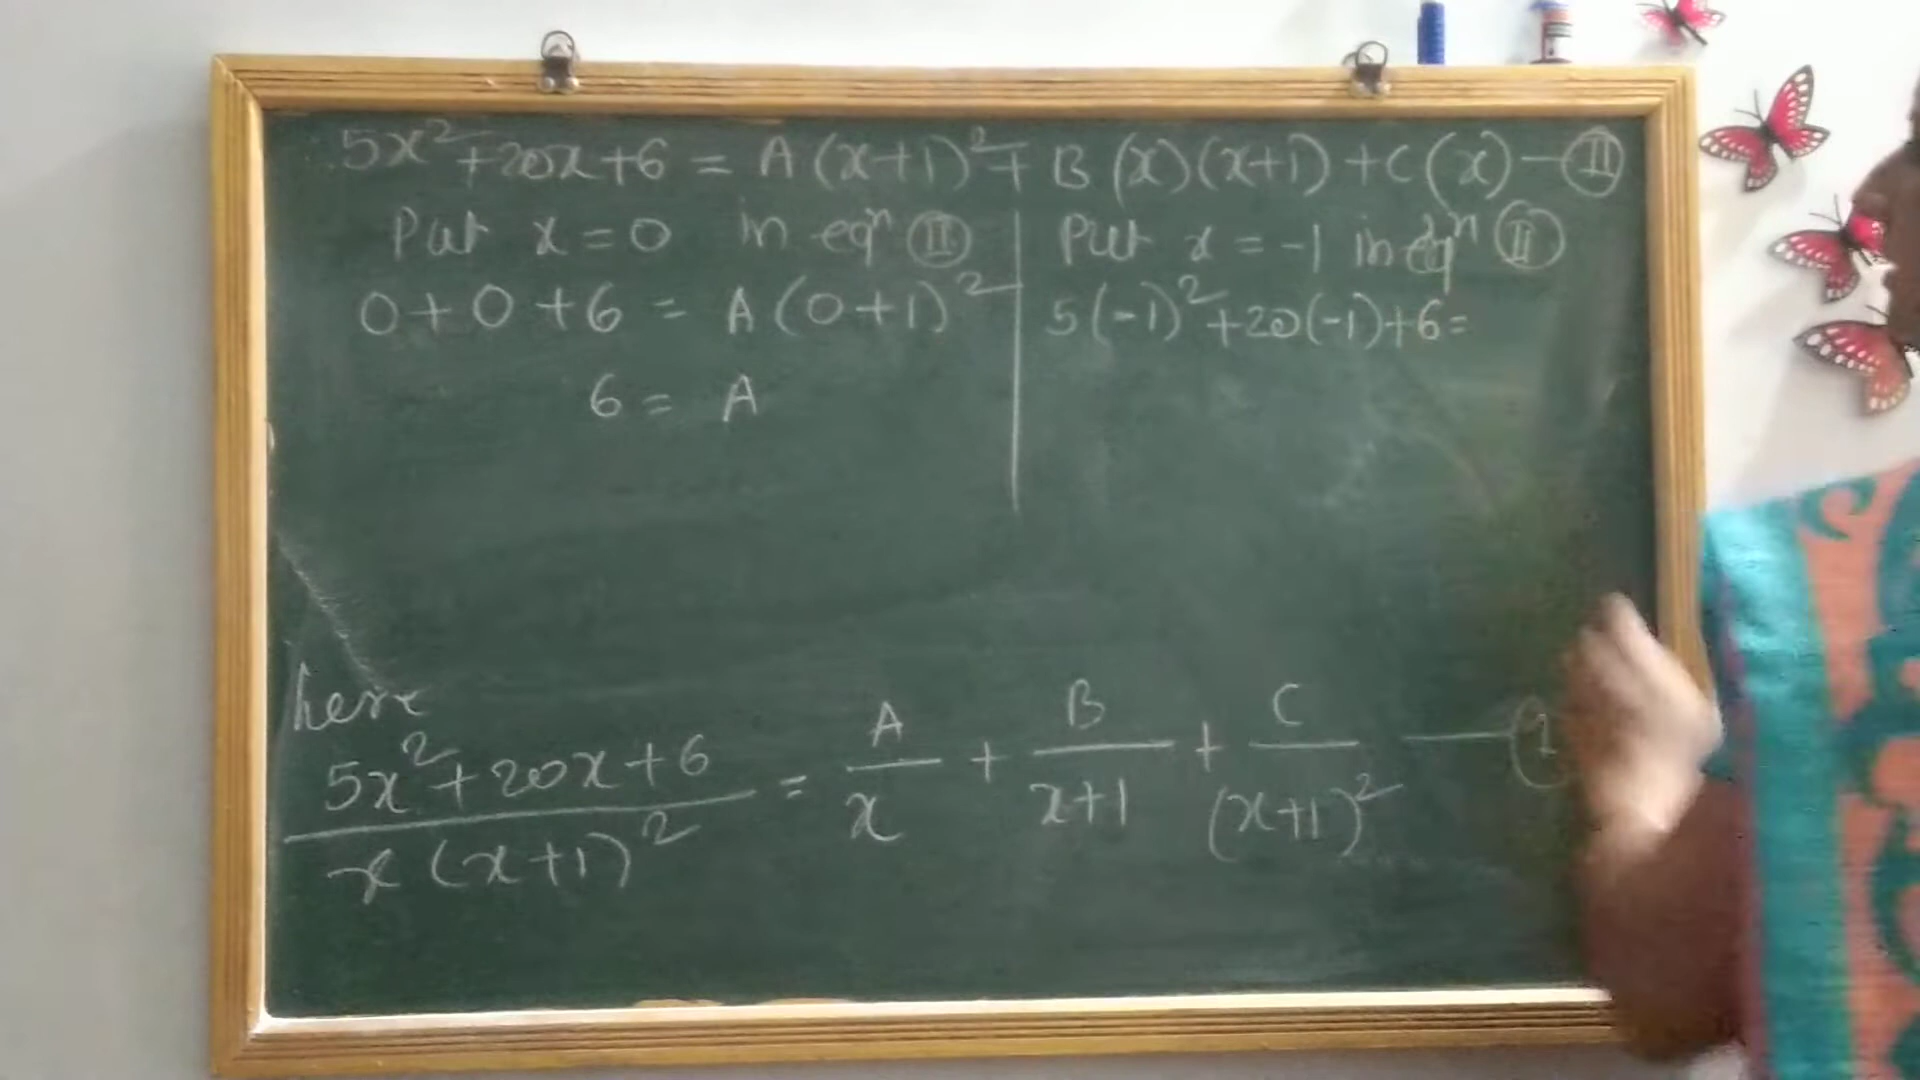 5x²+20x+6 = A(x+1)²+ B(x)(x+1)+C(x) — II
Put x=0 in eqⁿ II
0+0+6 = A(0+1)²
6 = A
Put x = -1 in eqⁿ II
5(-1)²+20(-1)+6=
here
5x²+20x+6 / x(x+1)² = A/x + B/x+1 + C/(x+1)² — I